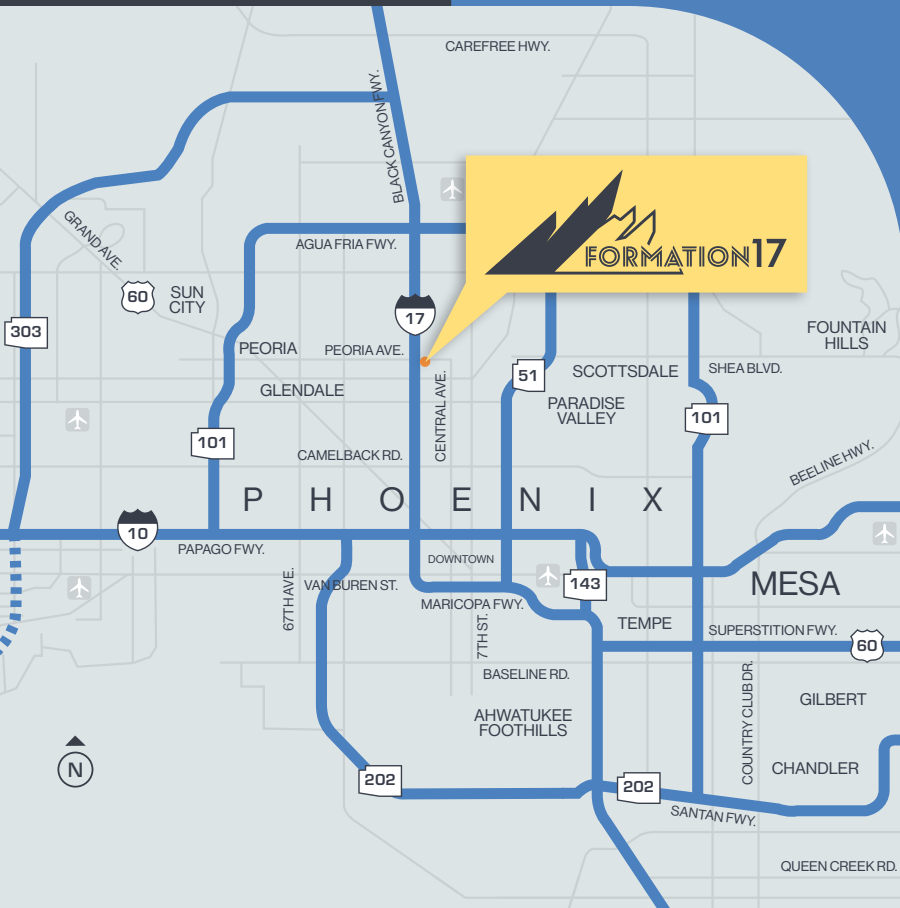 CAREFREE HWY.
BLACK CANYON FWY.
GRAND AVE.
AGUA FRIA FWY.
FORMATION17
60
SUN
CITY
303
17
FOUNTAIN
HILLS
PEORIA
PEORIA AVE.
51
SCOTTSDALE
SHEA BLVD.
GLENDALE
CENTRAL AVE.
PARADISE
VALLEY
101
101
CAMELBACK RD.
BEELINE HWY.
PHOENIX
10
PAPAGO FWY.
DOWNTOWN
67TH AVE.
VAN BUREN ST.
143
MESA
MARICOPA FWY.
7TH ST.
TEMPE
SUPERSTITION FWY.
60
BASELINE RD.
COUNTRY CLUB DR.
GILBERT
AHWATUKEE
FOOTHILLS
N
CHANDLER
202
202
SANTAN FWY.
QUEEN CREEK RD.